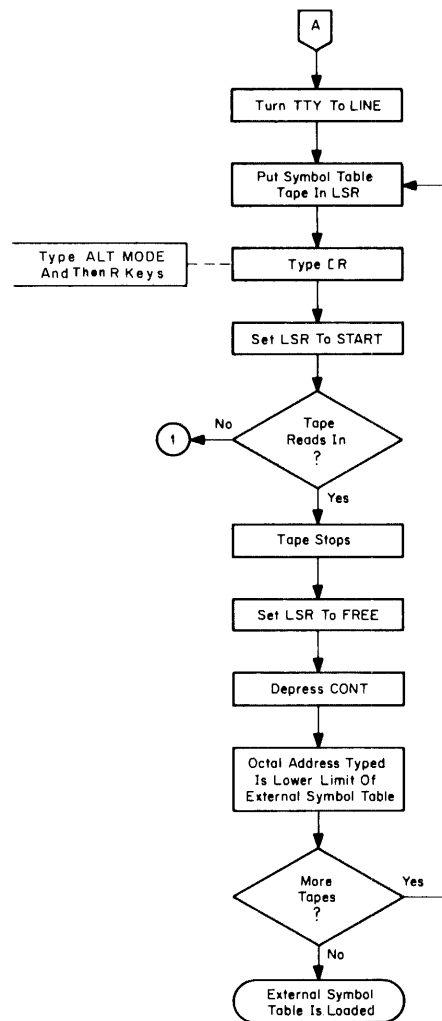 A
Turn TTY To LINE
Put Symbol Table
Tape In LSR
Type ALT MODE
And Then R Keys
Type [R
Set LSR To START
Tape
Reads In
?
No
1
Yes
Tape Stops
Set LSR To FREE
Depress CONT
Octal Address Typed
Is Lower Limit Of
External Symbol Table
More
Tapes
?
Yes
No
External Symbol
Table Is Loaded